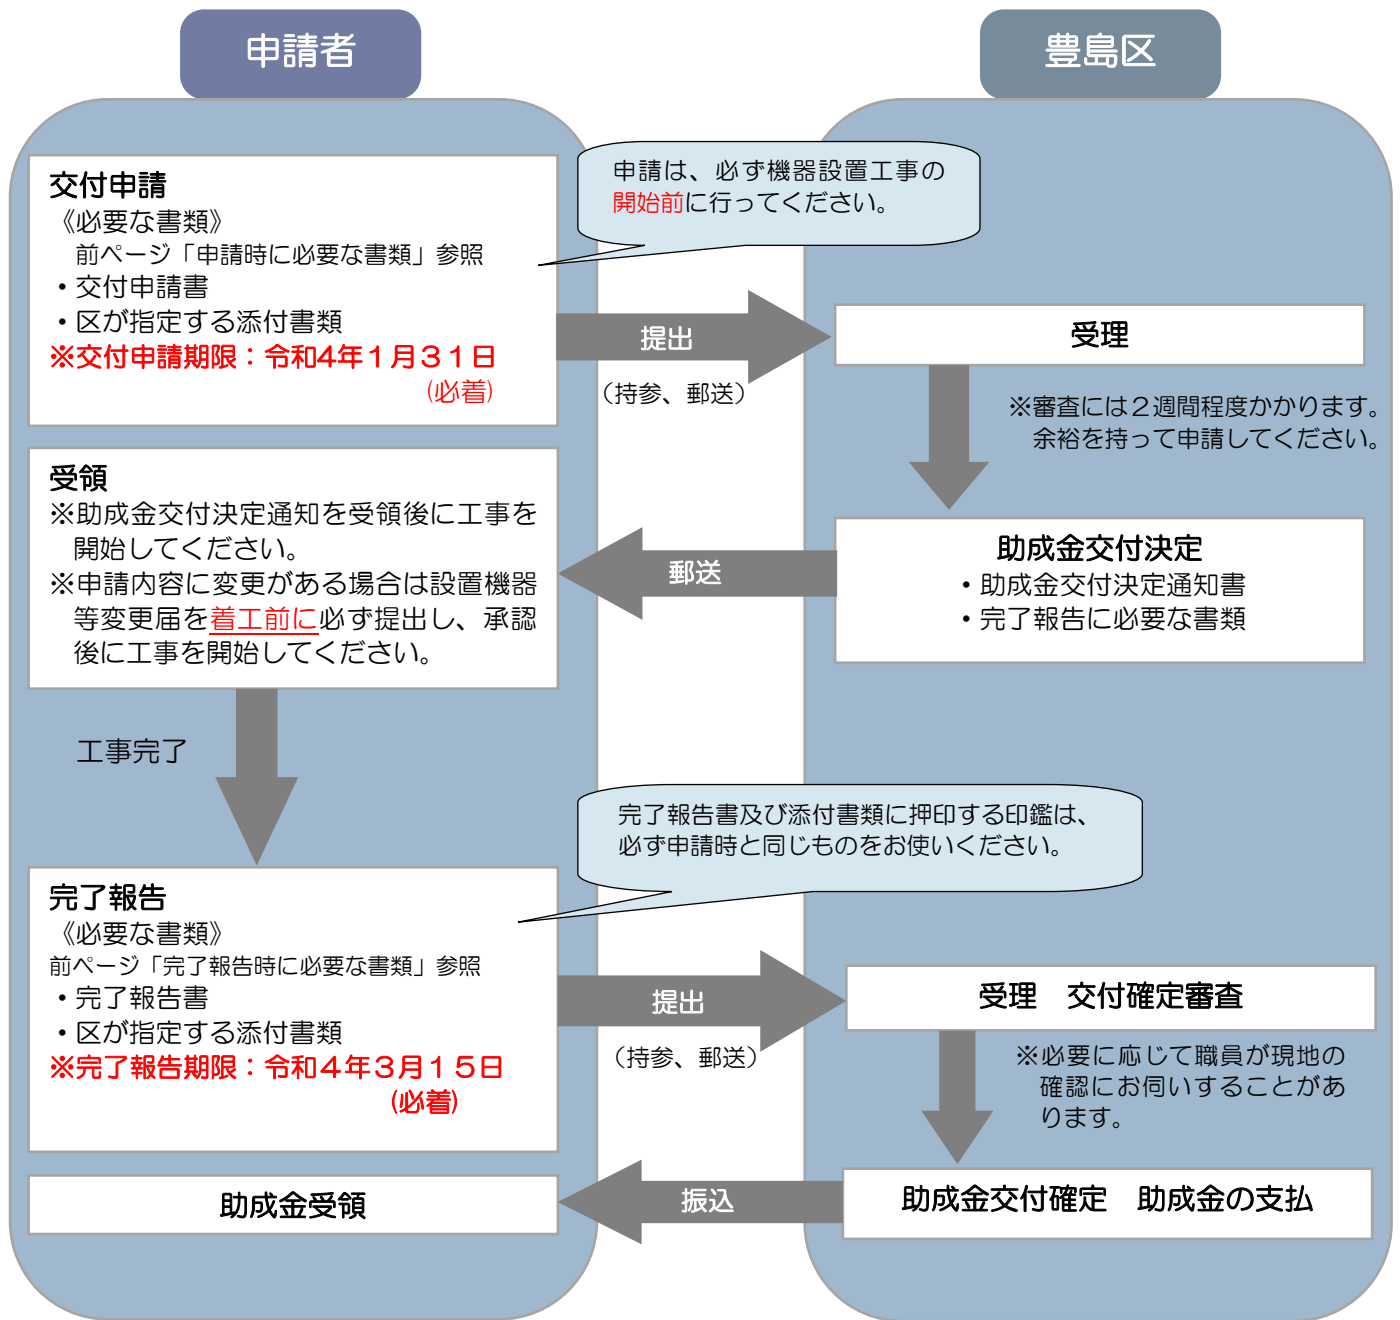 申請者
豊島区
交付申請
《必要な書類》
前ページ「申請時に必要な書類」参照
・交付申請書
・区が指定する添付書類
※交付申請期限：令和4年１月３１日
(必着)
申請は、必ず機器設置工事の
開始前に行ってください。
提出
（持参、郵送）
受理
※審査には２週間程度かかります。
余裕を持って申請してください。
助成金交付決定
・助成金交付決定通知書
・完了報告に必要な書類
郵送
受領
※助成金交付決定通知を受領後に工事を
開始してください。
※申請内容に変更がある場合は設置機器
等変更届を着工前に必ず提出し、承認
後に工事を開始してください。
工事完了
完了報告書及び添付書類に押印する印鑑は、
必ず申請時と同じものをお使いください。
完了報告
《必要な書類》
前ページ「完了報告時に必要な書類」参照
・完了報告書
・区が指定する添付書類
※完了報告期限：令和４年３月１５日
(必着)
提出
（持参、郵送）
受理　交付確定審査
※必要に応じて職員が現地の
確認にお伺いすることがあ
ります。
助成金交付確定　助成金の支払
振込
助成金受領